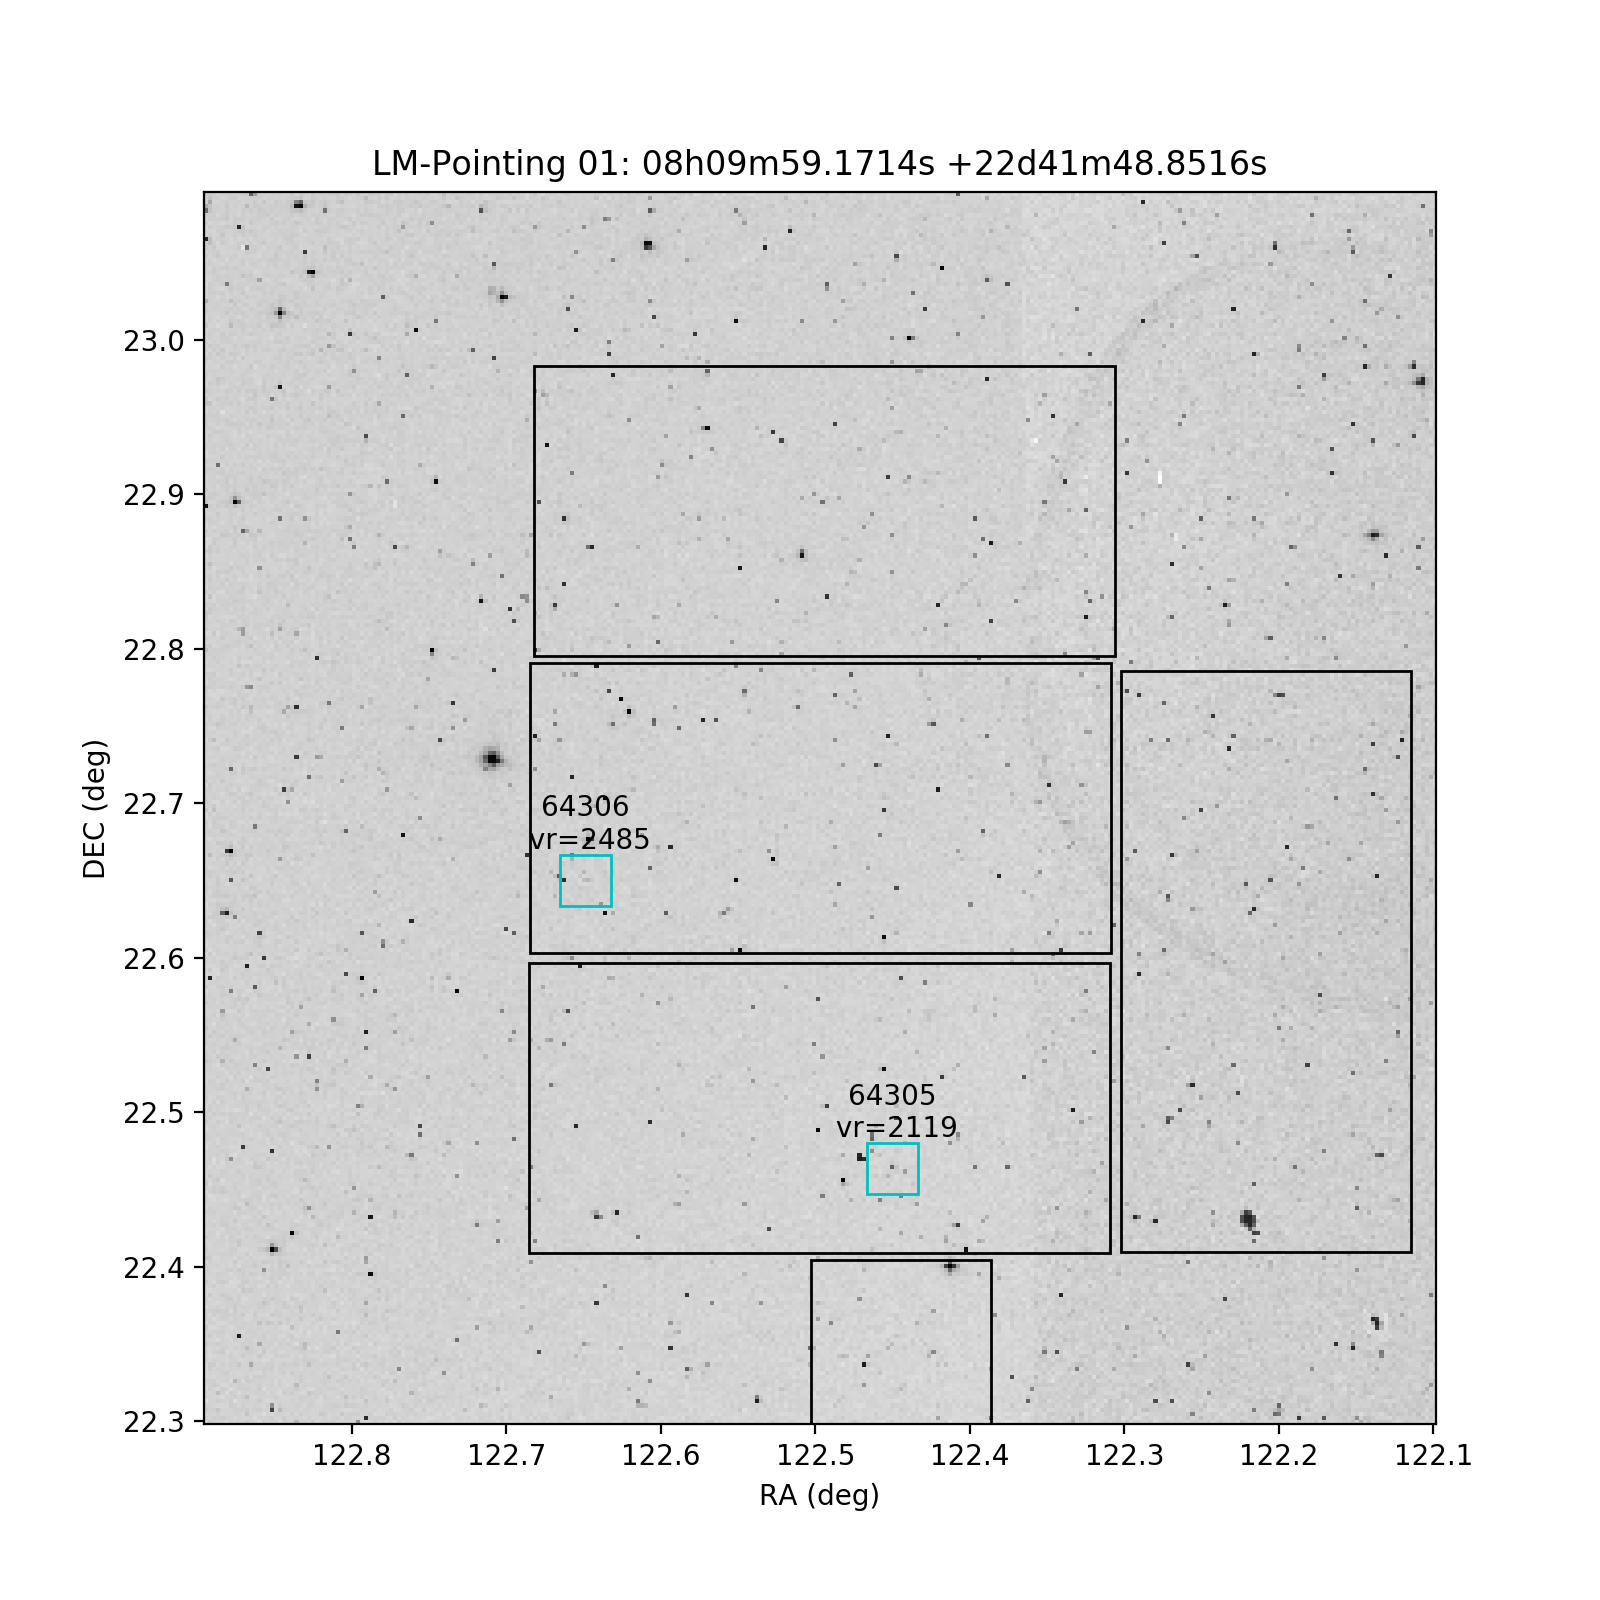 LM-Pointing 01: 08h09m59.1714s +22d41m48.8516s
23.0
22.9
22.8
22.7
22.6
22.5
22.4
22.3
DEC (deg)
64306
vr=2485
64305
vr=2119
122.8 122.7 122.6 122.5 122.4 122.3 122.2 122.1
RA (deg)